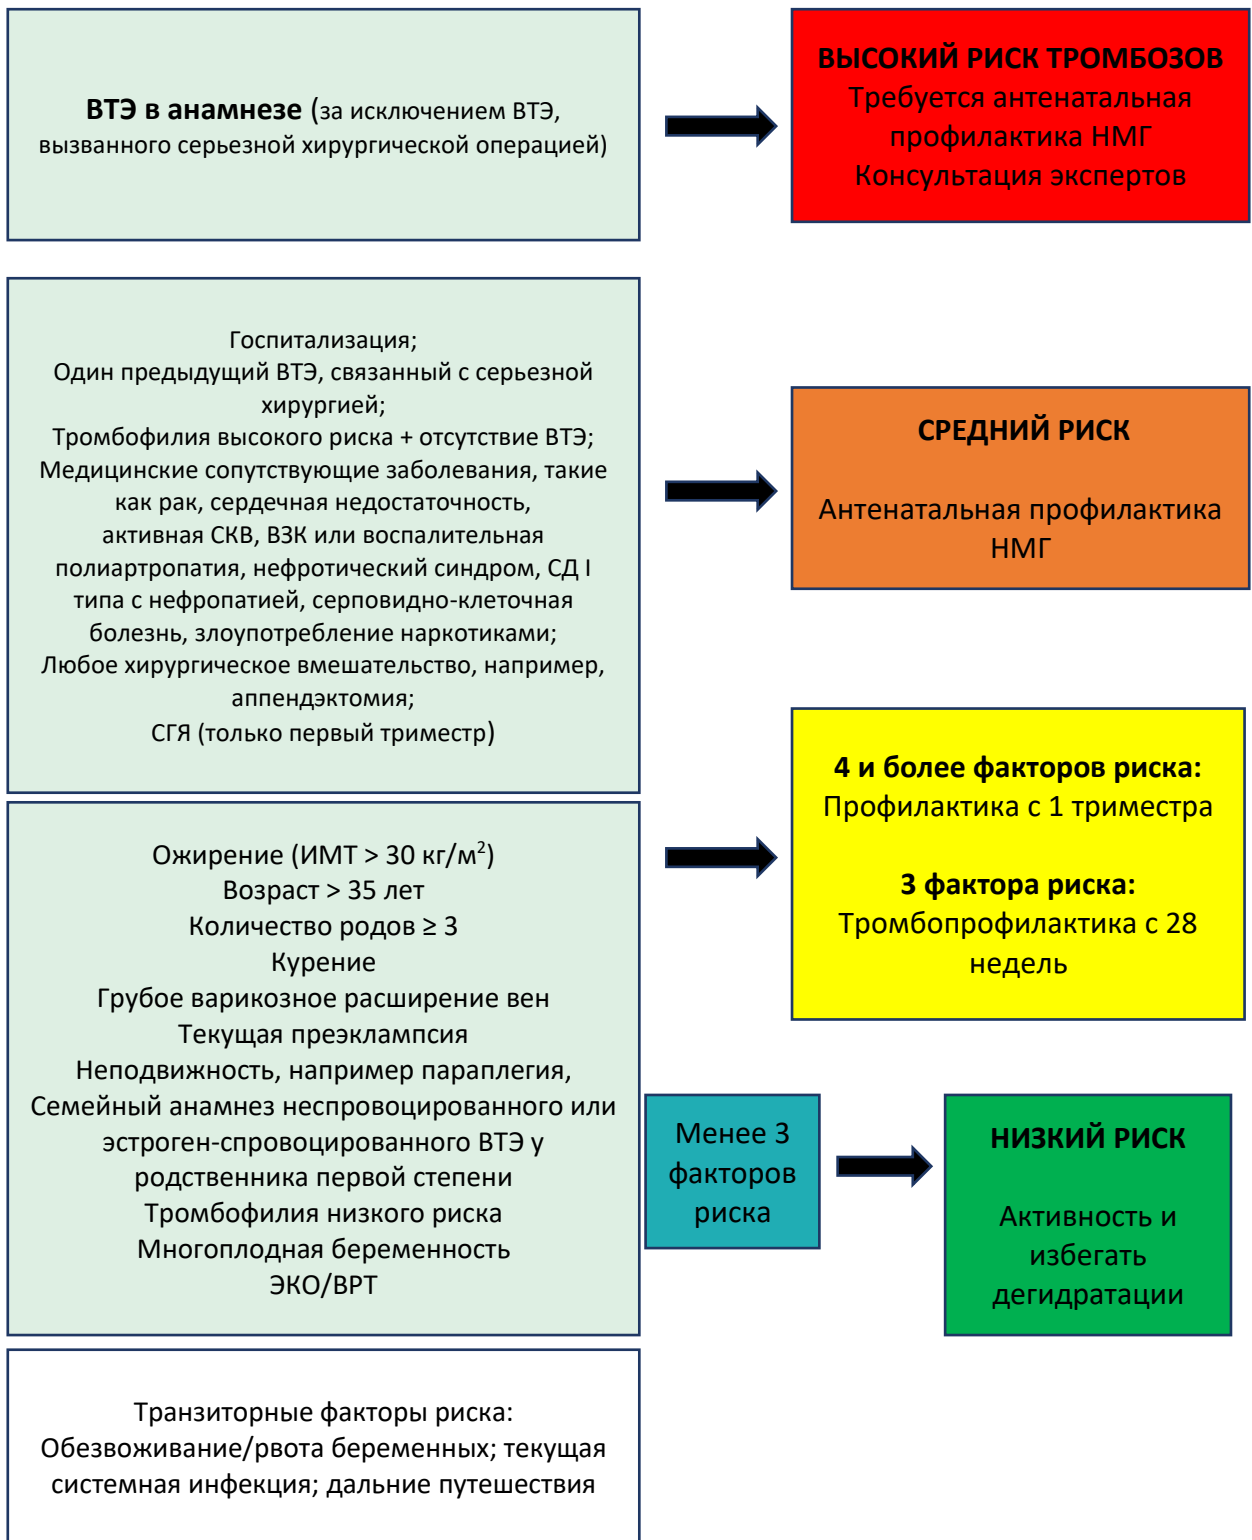 ВТЭ в анамнезе (за исключением ВТЭ,
вызванного серьезной хирургической операцией)
ВЫСОКИЙ РИСК ТРОМБОЗОВ
Требуется антенатальная
профилактика НМГ
Консультация экспертов
Госпитализация;
Один предыдущий ВТЭ, связанный с серьезной
хирургией;
Тромбофилия высокого риска + отсутствие ВТЭ;
Медицинские сопутствующие заболевания, такие
как рак, сердечная недостаточность,
активная СКВ, ВЗК или воспалительная
полиартропатия, нефротический синдром, СД I
типа с нефропатией, серповидно-клеточная
болезнь, злоупотребление наркотиками;
Любое хирургическое вмешательство, например,
аппендэктомия;
СГЯ (только первый триместр)
СРЕДНИЙ РИСК
Антенатальная профилактика
НМГ
Ожирение (ИМТ > 30 кг/м²)
Возраст > 35 лет
Количество родов ≥ 3
Курение
Грубое варикозное расширение вен
Текущая преэклампсия
Неподвижность, например параплегия,
Семейный анамнез неспровоцированного или
эстроген-спровоцированного ВТЭ у
родственника первой степени
Тромбофилия низкого риска
Многоплодная беременность
ЭКО/ВРТ
4 и более факторов риска:
Профилактика с 1 триместра
3 фактора риска:
Тромбопрофилактика с 28
недель
Менее 3
факторов
риска
НИЗКИЙ РИСК
Активность и
избегать
дегидратации
Транзиторные факторы риска:
Обезвоживание/рвота беременных; текущая
системная инфекция; дальние путешествия